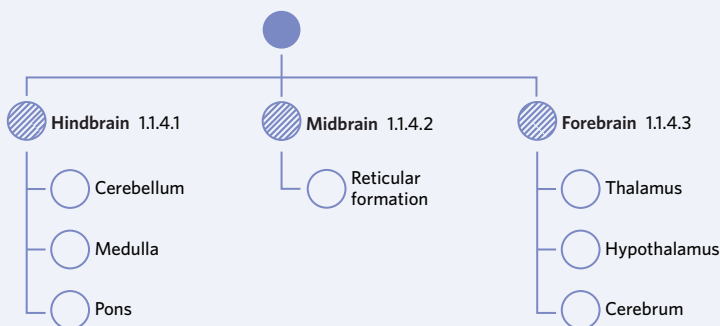 Hindbrain 1.1.4.1
Midbrain 1.1.4.2
Forebrain 1.1.4.3
Cerebellum
Medulla
Pons
Reticular
formation
Thalamus
Hypothalamus
Cerebrum